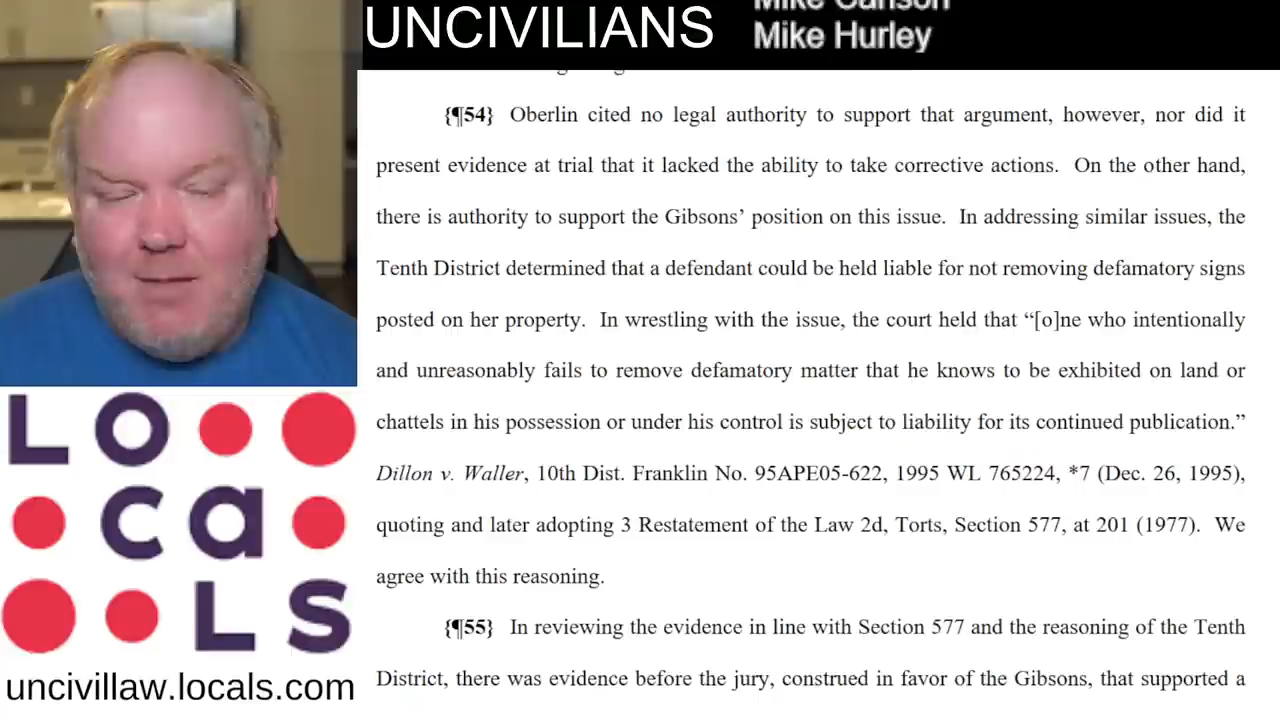 UNCIVILIANS
Mike Carlson
Mike Hurley
{¶54} Oberlin cited no legal authority to support that argument, however, nor did it
present evidence at trial that it lacked the ability to take corrective actions. On the other hand,
there is authority to support the Gibsons’ position on this issue. In addressing similar issues, the
Tenth District determined that a defendant could be held liable for not removing defamatory signs
posted on her property. In wrestling with the issue, the court held that “[o]ne who intentionally
and unreasonably fails to remove defamatory matter that he knows to be exhibited on land or
chattels in his possession or under his control is subject to liability for its continued publication.”
Dillon v. Waller, 10th Dist. Franklin No. 95APE05-622, 1995 WL 765224, *7 (Dec. 26, 1995),
quoting and later adopting 3 Restatement of the Law 2d, Torts, Section 577, at 201 (1977). We
agree with this reasoning.
{¶55} In reviewing the evidence in line with Section 577 and the reasoning of the Tenth
District, there was evidence before the jury, construed in favor of the Gibsons, that supported a
LO
ca
LS
uncivillaw.locals.com